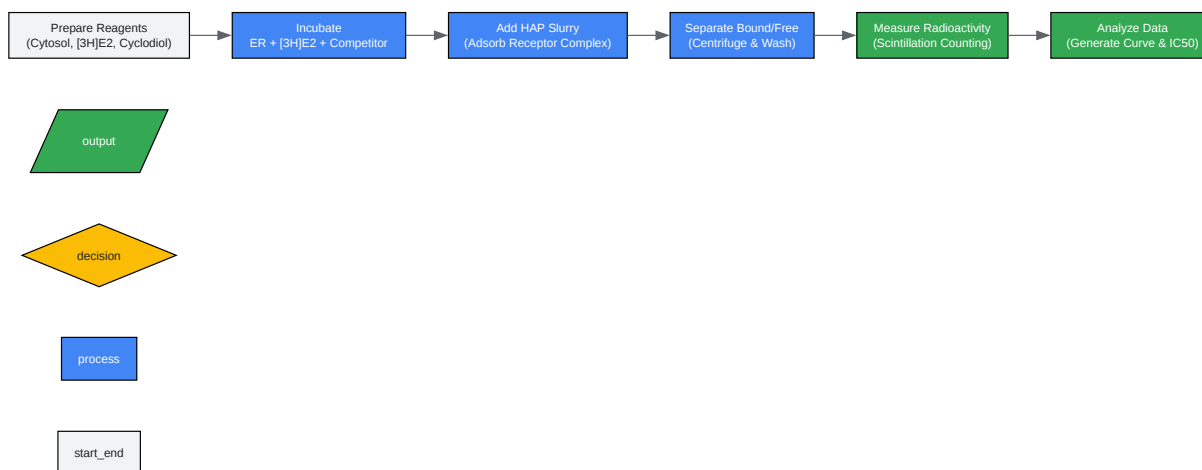 Prepare Reagents
(Cytosol, [3H]E2, Cyclodiol)
Incubate
ER + [3H]E2 + Competitor
Add HAP Slurry
(Adsorb Receptor Complex)
Separate Bound/Free
(Centrifuge & Wash)
Measure Radioactivity
(Scintillation Counting)
Analyze Data
(Generate Curve & IC50)
output
decision
process
start_end